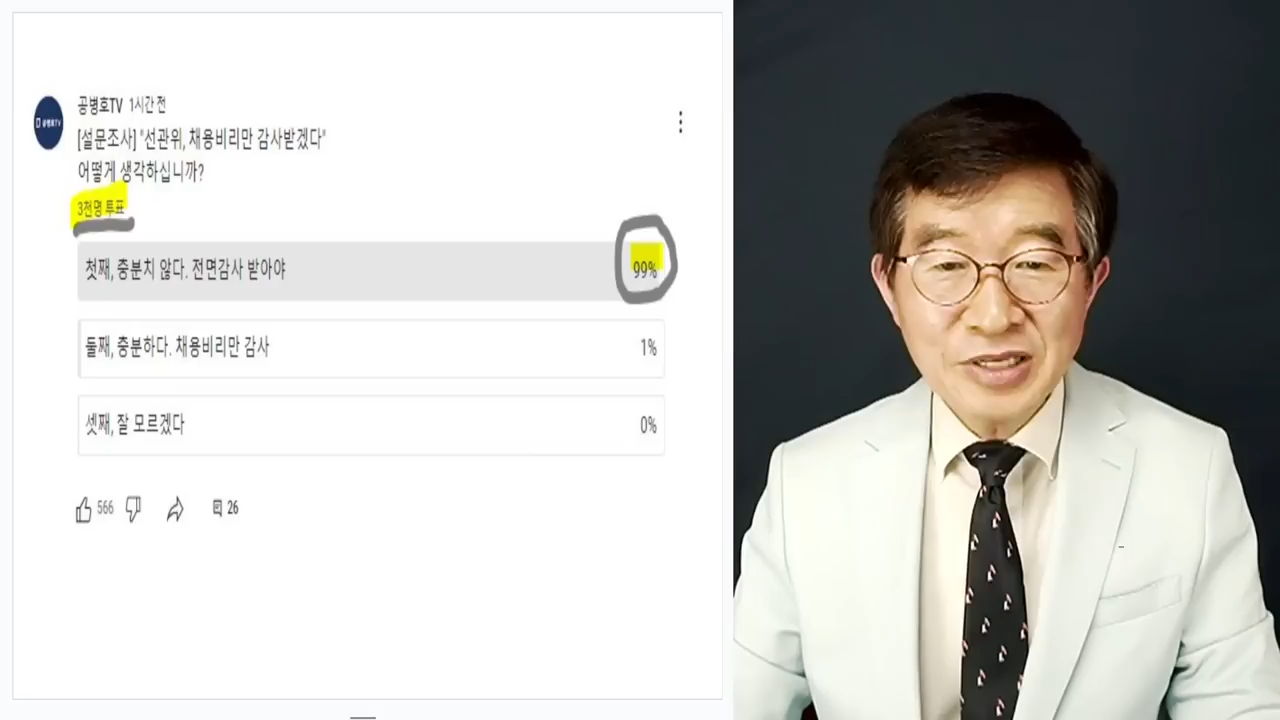 공병호TV 1시간 전
[설문조사] "선관위, 채용비리만 감사받겠다"
어떻게 생각하십니까?
3천명 투표
첫째, 충분치 않다. 전면감사 받아야 99%
둘째, 충분하다. 채용비리만 감사 1%
셋째, 잘 모르겠다 0%
566 26